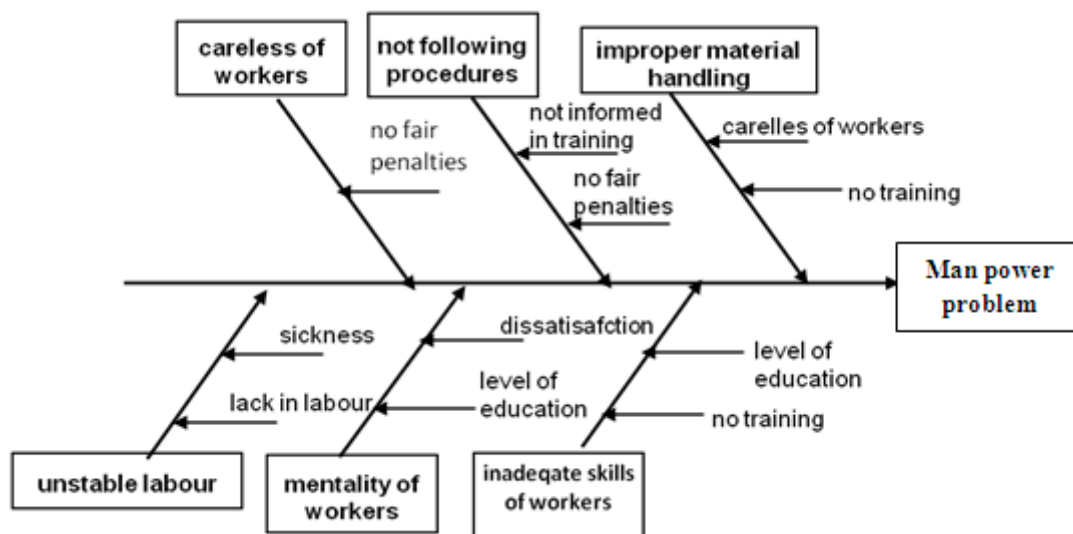 careless of
workers
not following
procedures
improper material
handling
no fair
penalties
not informed
in training
no fair
penalties
carelles of workers
no training
Man power
problem
sickness
lack in labour
dissatisafction
level of
education
level of
education
no training
unstable labour
mentality of
workers
inadeqate skills
of workers